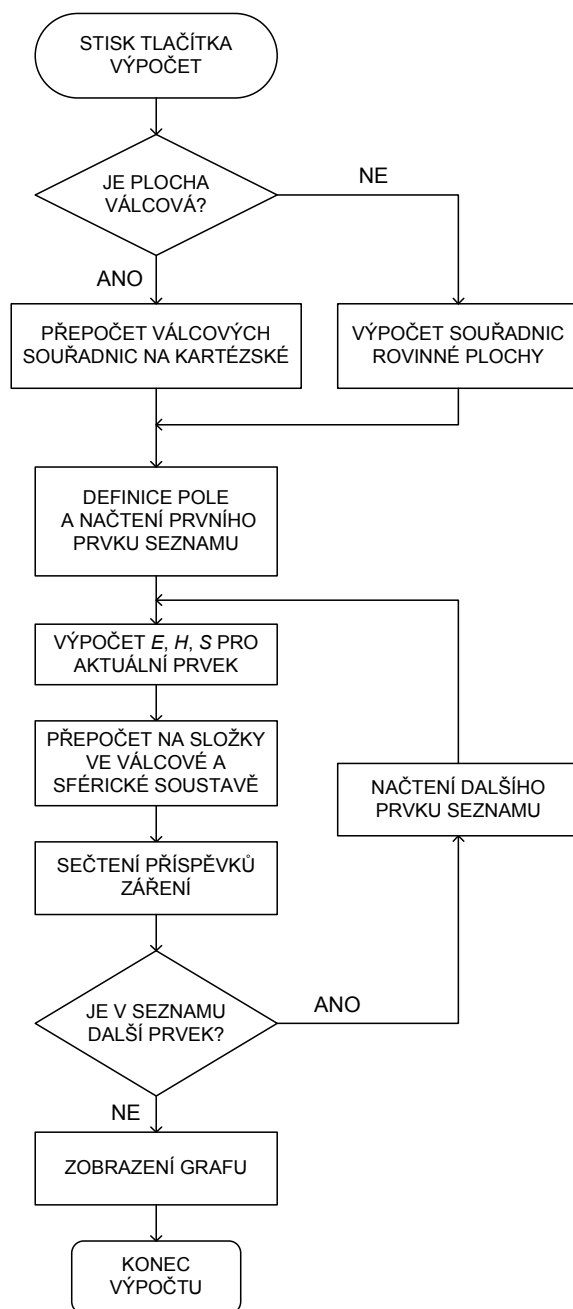 STISK TLAČÍTKA
VÝPOČET
JE PLOCHA
VÁLCOVÁ?
NE
ANO
PŘEPOČET VÁLCOVÝCH
SOUŘADNIC NA KARTÉZSKÉ
VÝPOČET SOUŘADNIC
ROVINNÉ PLOCHY
DEFINICE POLE
A NAČTENÍ PRVNÍHO
PRVKU SEZNAMU
VÝPOČET E, H, S PRO
AKTUÁLNÍ PRVEK
PŘEPOČET NA SLOŽKY
VE VÁLCOVÉ A
SFÉRICKÉ SOUSTAVĚ
NAČTENÍ DALŠÍHO
PRVKU SEZNAMU
SEČTENÍ PŘÍSPĚVKŮ
ZÁŘENÍ
JE V SEZNAMU
DALŠÍ PRVEK?
ANO
NE
ZOBRAZENÍ GRAFU
KONEC
VÝPOČTU